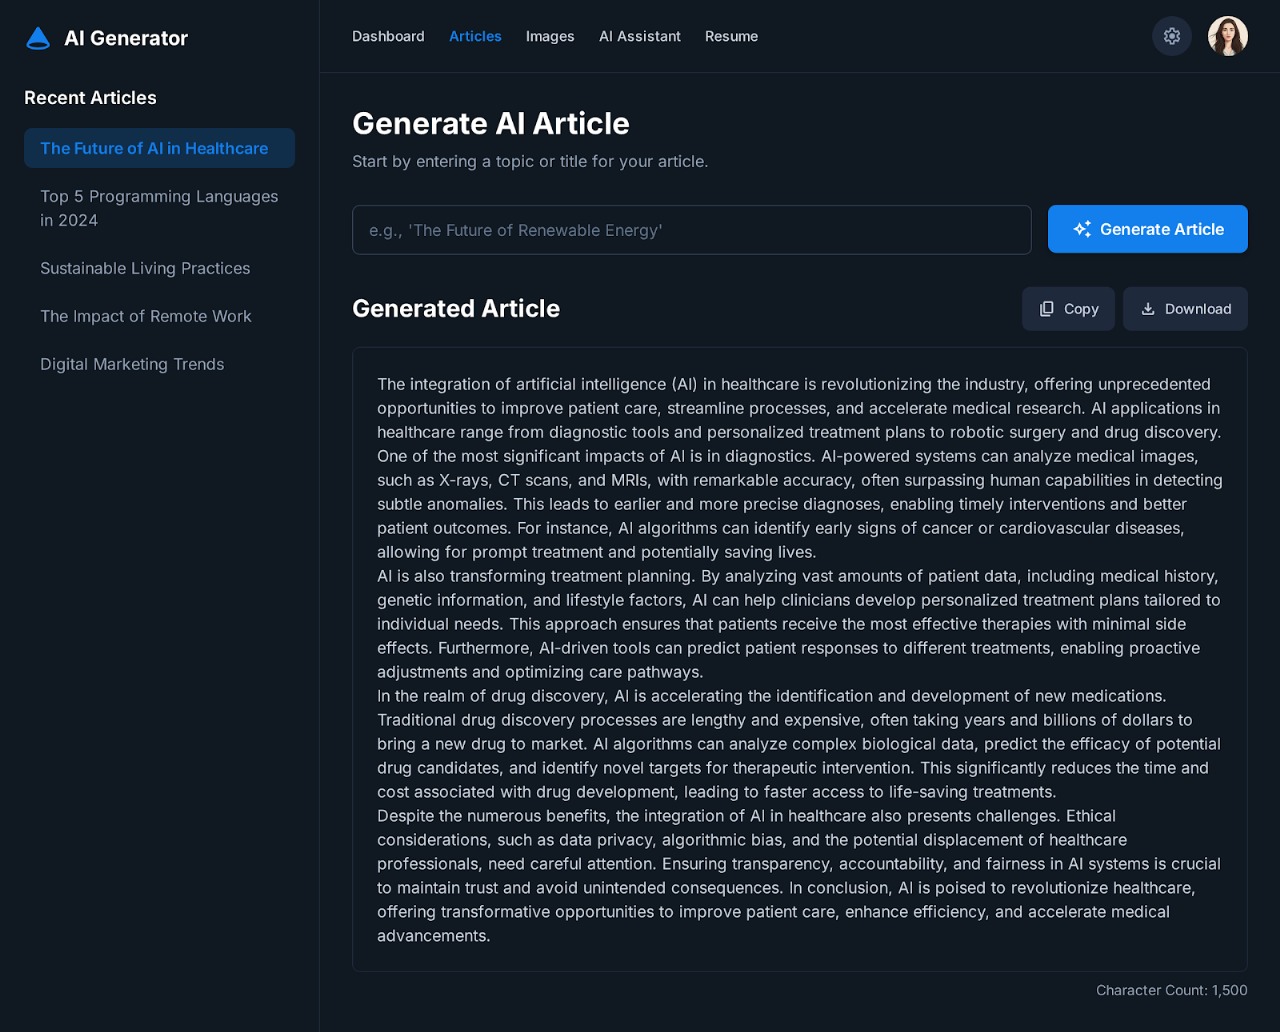 AI Generator
Dashboard
Articles
Images
AI Assistant
Resume
Recent Articles
The Future of AI in Healthcare
Top 5 Programming Languages
in 2024
Sustainable Living Practices
The Impact of Remote Work
Digital Marketing Trends
Generate AI Article
Start by entering a topic or title for your article.
e.g., 'The Future of Renewable Energy'
Generate Article
Generated Article
Copy
Download
The integration of artificial intelligence (AI) in healthcare is revolutionizing the industry, offering unprecedented
opportunities to improve patient care, streamline processes, and accelerate medical research. AI applications in
healthcare range from diagnostic tools and personalized treatment plans to robotic surgery and drug discovery.
One of the most significant impacts of AI is in diagnostics. AI-powered systems can analyze medical images,
such as X-rays, CT scans, and MRIs, with remarkable accuracy, often surpassing human capabilities in detecting
subtle anomalies. This leads to earlier and more precise diagnoses, enabling timely interventions and better
patient outcomes. For instance, AI algorithms can identify early signs of cancer or cardiovascular diseases,
allowing for prompt treatment and potentially saving lives.
AI is also transforming treatment planning. By analyzing vast amounts of patient data, including medical history,
genetic information, and lifestyle factors, AI can help clinicians develop personalized treatment plans tailored to
individual needs. This approach ensures that patients receive the most effective therapies with minimal side
effects. Furthermore, AI-driven tools can predict patient responses to different treatments, enabling proactive
adjustments and optimizing care pathways.
In the realm of drug discovery, AI is accelerating the identification and development of new medications.
Traditional drug discovery processes are lengthy and expensive, often taking years and billions of dollars to
bring a new drug to market. AI algorithms can analyze complex biological data, predict the efficacy of potential
drug candidates, and identify novel targets for therapeutic intervention. This significantly reduces the time and
cost associated with drug development, leading to faster access to life-saving treatments.
Despite the numerous benefits, the integration of AI in healthcare also presents challenges. Ethical
considerations, such as data privacy, algorithmic bias, and the potential displacement of healthcare
professionals, need careful attention. Ensuring transparency, accountability, and fairness in AI systems is crucial
to maintain trust and avoid unintended consequences. In conclusion, AI is poised to revolutionize healthcare,
offering transformative opportunities to improve patient care, enhance efficiency, and accelerate medical
advancements.
Character Count: 1,500